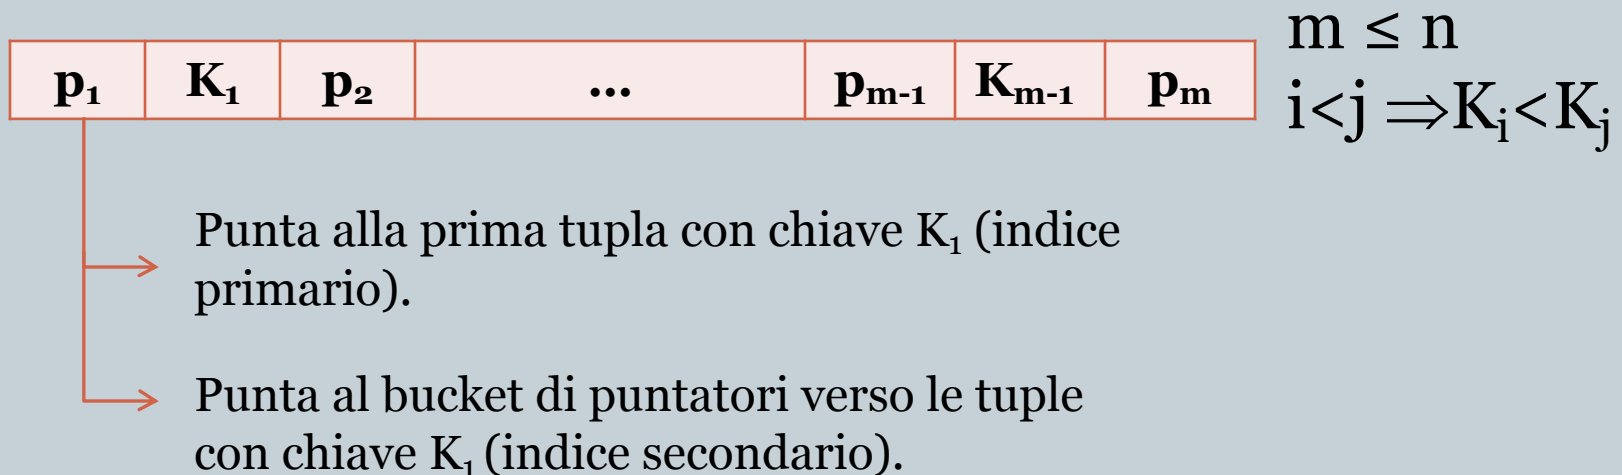 m ≤ n
p₁ K₁ p₂ ... pₘ₋₁ Kₘ₋₁ pₘ
i<j ⇒Kᵢ<Kⱼ
Punta alla prima tupla con chiave K₁ (indice
primario).
Punta al bucket di puntatori verso le tuple
con chiave K₁ (indice secondario).